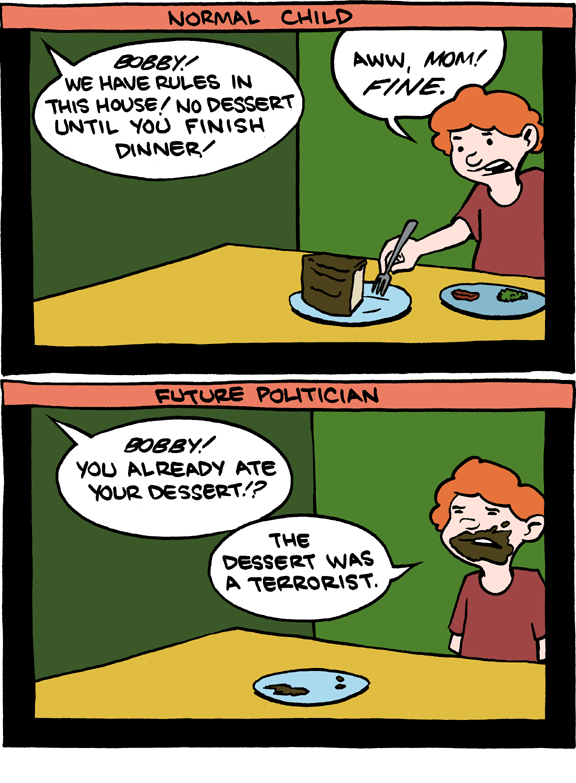 NORMAL CHILD
BOBBY!
WE HAVE RULES IN
THIS HOUSE! NO DESSERT
UNTIL YOU FINISH
DINNER!
AWW, MOM!
FINE.
FUTURE POLITICIAN
BOBBY!
YOU ALREADY ATE
YOUR DESSERT!?
THE
DESSERT WAS
A TERRORIST.